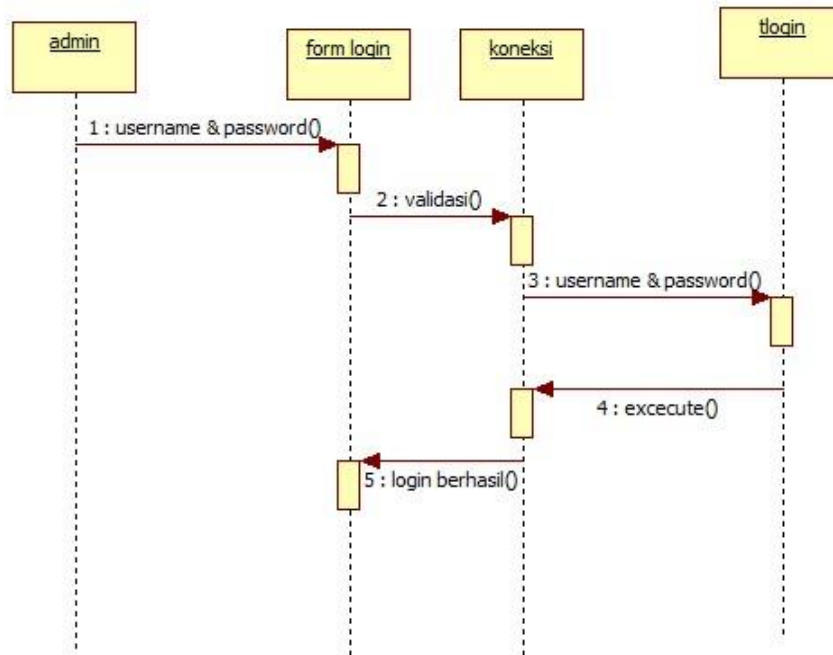 admin
form login
koneksi
tlogin
1 : username & password()
2 : validasi()
3 : username & password()
4 : excecute()
5 : login berhasil()